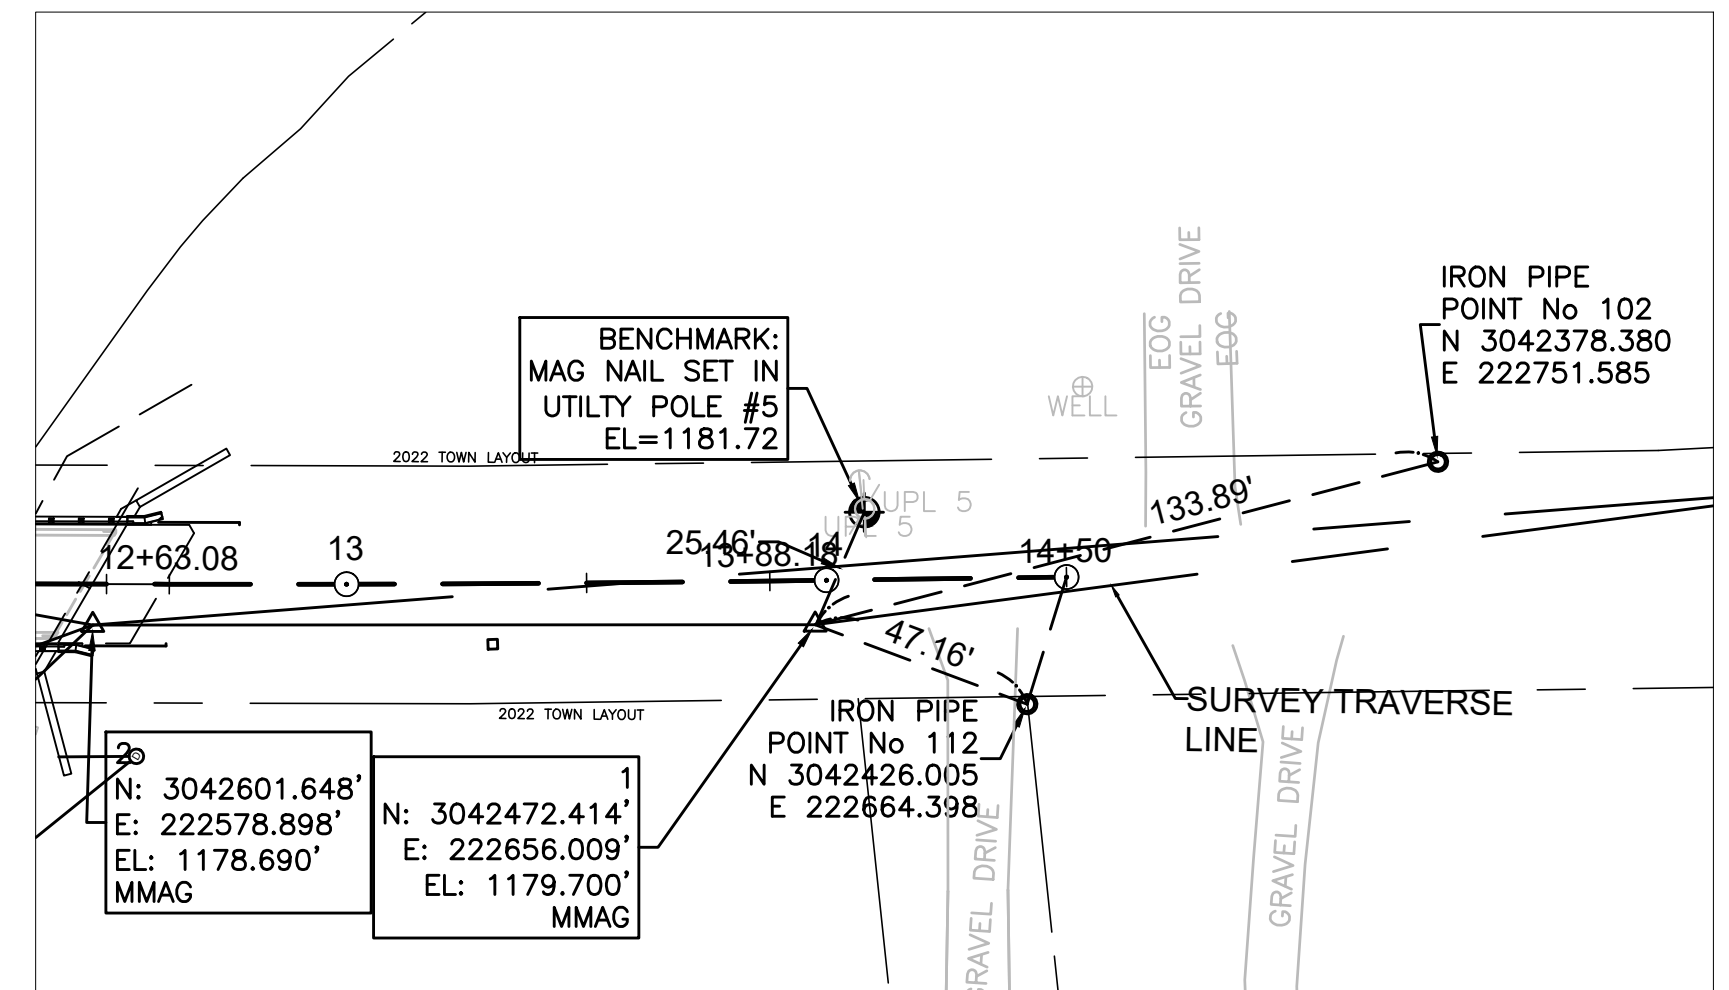 IRON PIPE
POINT No 102
N 3042378.380
E 222751.585
EOG
GRAVEL DRIVE
EOG
BENCHMARK:
MAG NAIL SET IN
UTILTY POLE #5
EL=1181.72
WELL
2022 TOWN LAYOUT
UPL 5
UPL 5
133.89'
12+63.08
13
25.46'
13+88.18
14
14+50
47.16'
SURVEY TRAVERSE
LINE
2022 TOWN LAYOUT
IRON PIPE
POINT No 112
N 3042426.005
E 222664.398
2
N: 3042601.648'
E: 222578.898'
EL: 1178.690'
MMAG
1
N: 3042472.414'
E: 222656.009'
EL: 1179.700'
MMAG
GRAVEL DRIVE
GRAVEL DRIVE